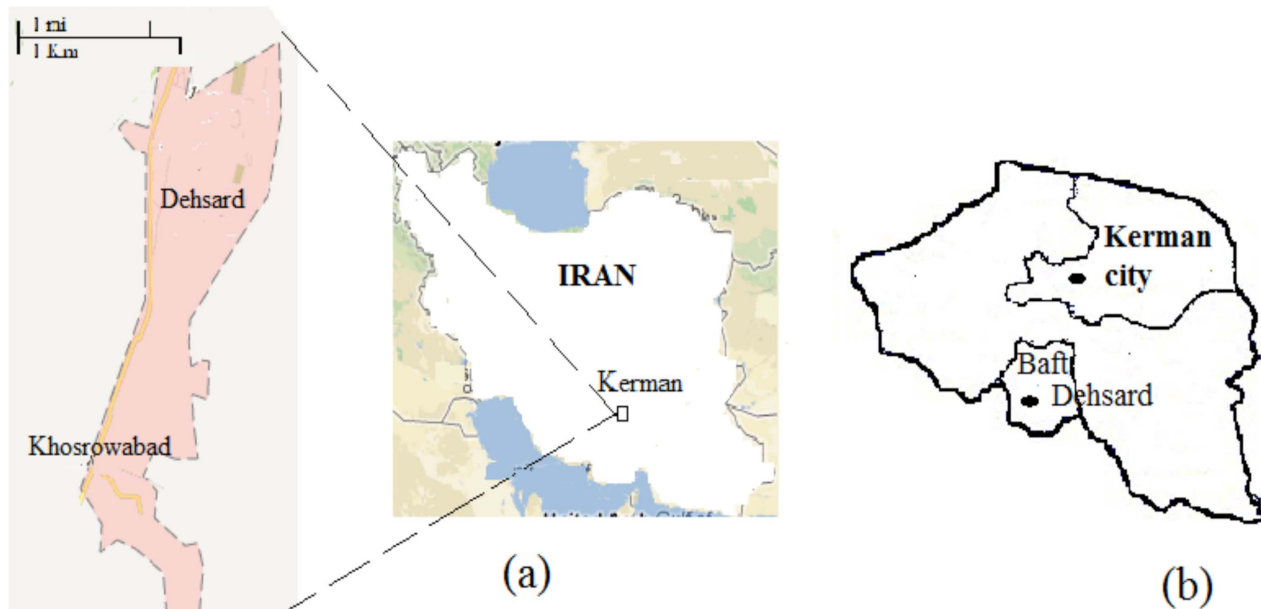 1 mi
1 Km
Dehsard
Khosrowabad
IRAN
Kerman
(a)
Kerman
city
Baft
Dehsard
(b)